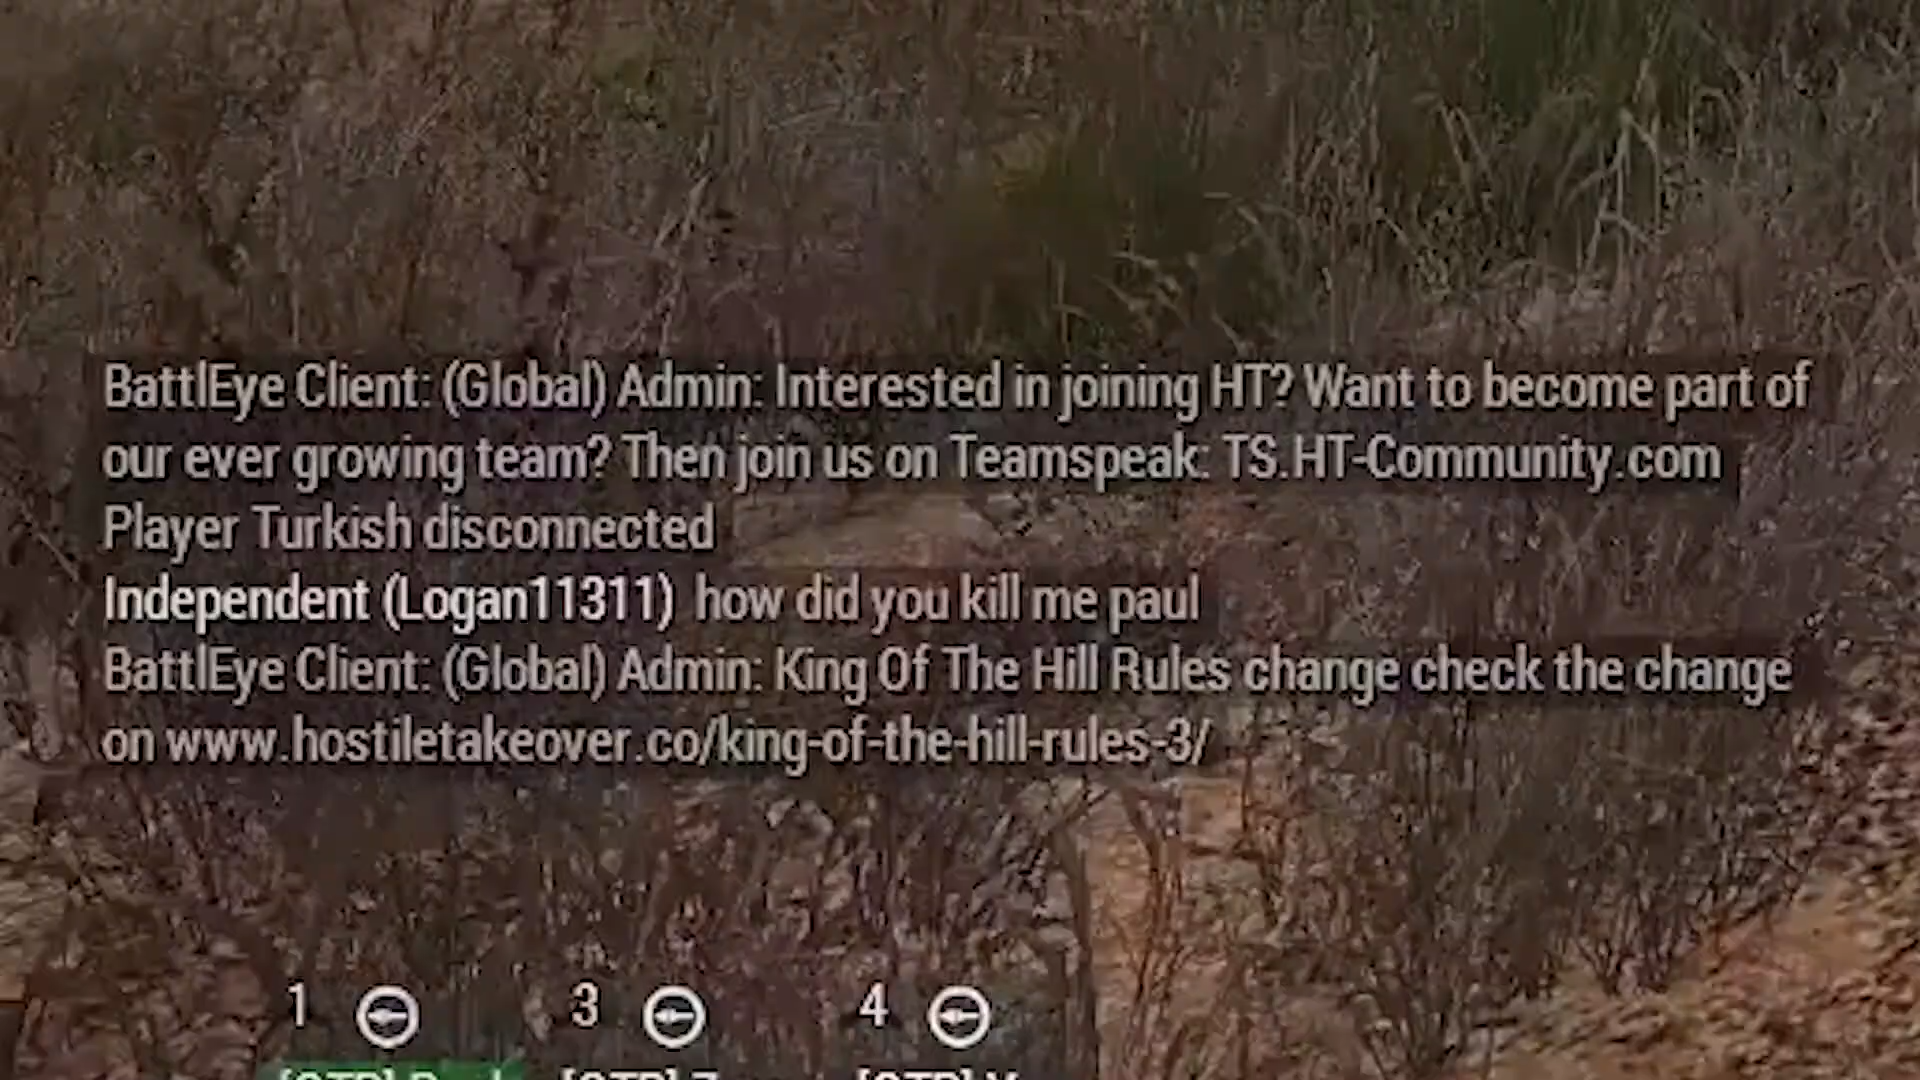 BattlEye Client: (Global) Admin: Interested in joining HT? Want to become part of
our ever growing team? Then join us on Teamspeak: TS.HT-Community.com
Player Turkish disconnected
Independent (Logan11311) how did you kill me paul
BattlEye Client: (Global) Admin: King Of The Hill Rules change check the change
on www.hostiletakeover.co/king-of-the-hill-rules-3/
1 3 4